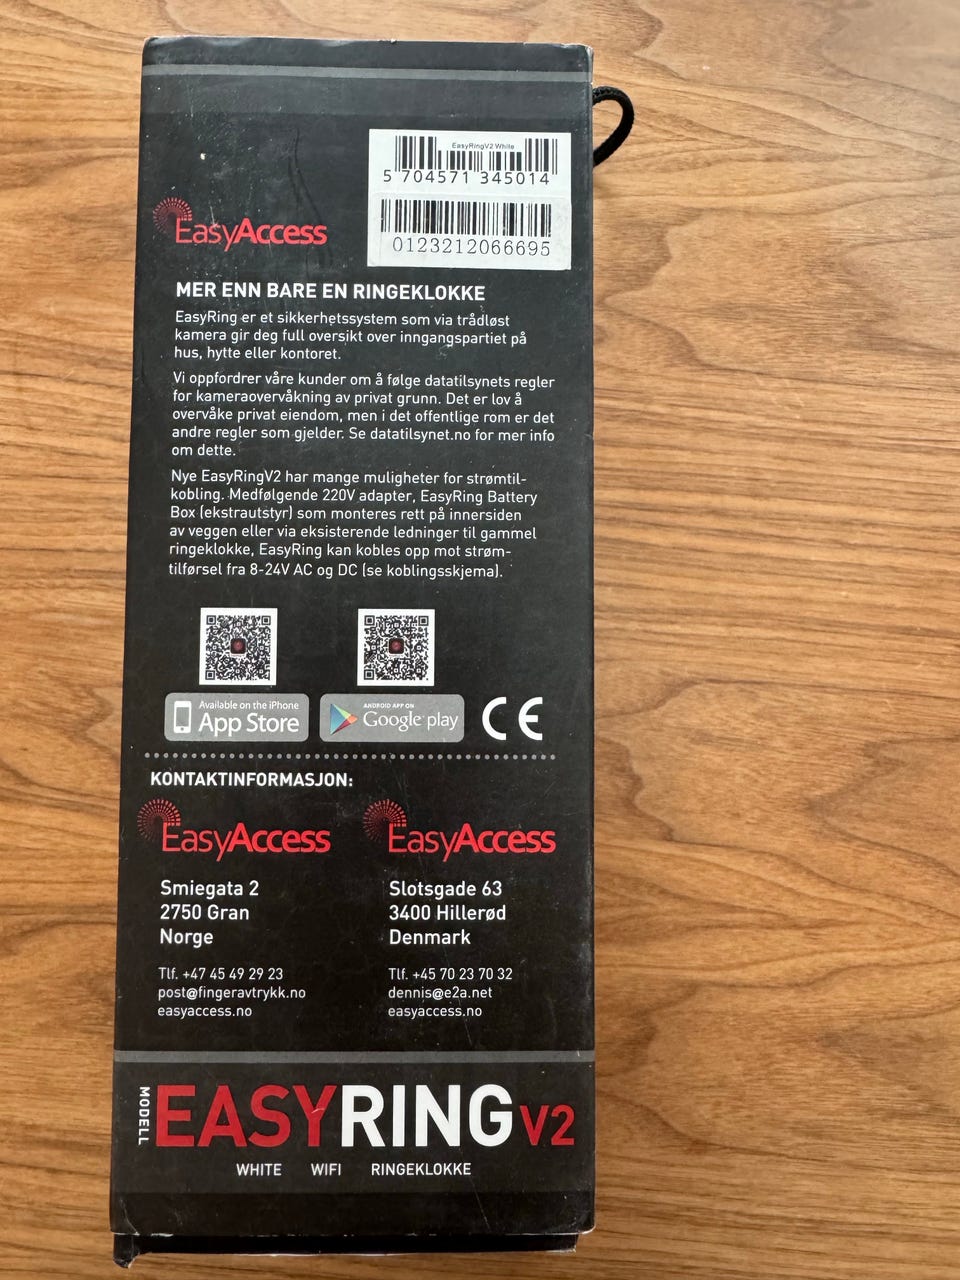 EasyRingV2 White
5 704571 345014
0123212066695
EasyAccess
MER ENN BARE EN RINGEKLOKKE
EasyRing er et sikkerhetssystem som via trådløst
kamera gir deg full oversikt over inngangspartiet på
hus, hytte eller kontoret.
Vi oppfordrer våre kunder om å følge datatilsynets regler
for kameraovervåkning av privat grunn. Det er lov å
overvåke privat eiendom, men i det offentlige rom er det
andre regler som gjelder. Se datatilsynet.no for mer info
om dette.
Nye EasyRingV2 har mange muligheter for strømtil-
kobling. Medfølgende 220V adapter, EasyRing Battery
Box (ekstrautstyr) som monteres rett på innersiden
av veggen eller via eksisterende ledninger til gammel
ringeklokke, EasyRing kan kobles opp mot strøm-
tilførsel fra 8-24V AC og DC (se koblingsskjema).
Available on the iPhone
App Store
ANDROID APP ON
Google play
CE
KONTAKTINFORMASJON:
EasyAccess
Smiegata 2
2750 Gran
Norge
Tlf. +47 45 49 29 23
post@fingeravtrykk.no
easyaccess.no
EasyAccess
Slotsgade 63
3400 Hillerød
Denmark
Tlf. +45 70 23 70 32
dennis@e2a.net
easyaccess.no
MODELL
EASYRING V2
WHITE WIFI RINGEKLOKKE